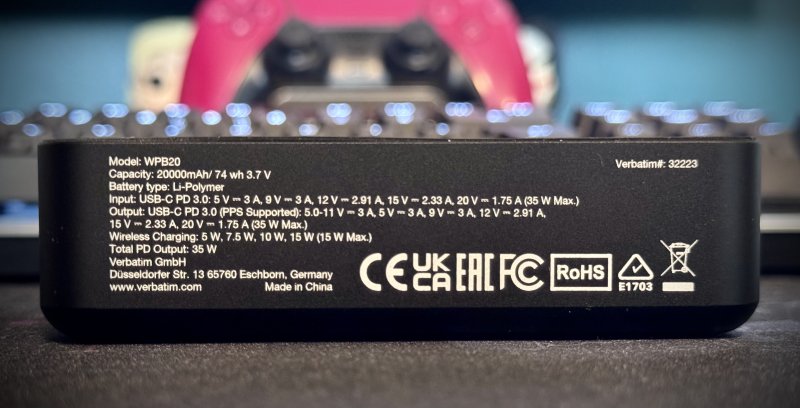 Model: WPB20
Verbatim#: 32223
Capacity: 20000mAh/ 74 wh 3.7 V
Battery type: Li-Polymer
Input: USB-C PD 3.0: 5 V ⎓ 3 A, 9 V ⎓ 3 A, 12 V ⎓ 2.91 A, 15 V ⎓ 2.33 A, 20 V ⎓ 1.75 A (35 W Max.)
Output: USB-C PD 3.0 (PPS Supported): 5.0-11 V ⎓ 3 A, 5 V ⎓ 3 A, 9 V ⎓ 3 A, 12 V ⎓ 2.91 A,
15 V ⎓ 2.33 A, 20 V ⎓ 1.75 A (35 W Max.)
Wireless Charging: 5 W, 7.5 W, 10 W, 15 W (15 W Max.)
Total PD Output: 35 W
Verbatim GmbH
Düsseldorfer Str. 13 65760 Eschborn, Germany
www.verbatim.com Made in China
CE UK CA EAC FC RoHS E1703